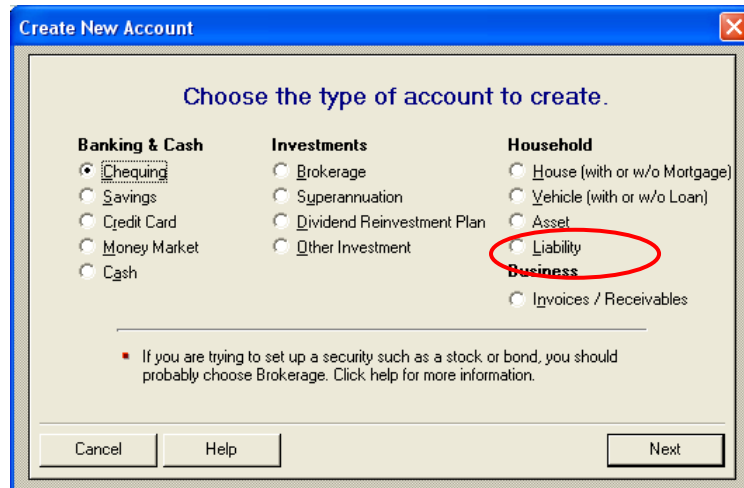 Create New Account
Choose the type of account to create.
Banking & Cash
Chequing
Savings
Credit Card
Money Market
Cash
Investments
Brokerage
Superannuation
Dividend Reinvestment Plan
Other Investment
Household
House (with or w/o Mortgage)
Vehicle (with or w/o Loan)
Asset
Liability
Business
Invoices / Receivables
If you are trying to set up a security such as a stock or bond, you should
probably choose Brokerage. Click help for more information.
Cancel
Help
Next